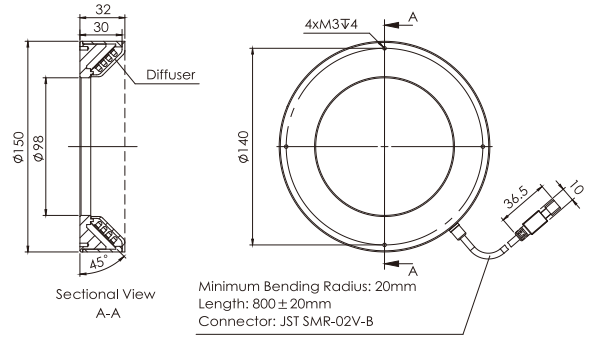 32
30
Diffuser
Ø150
Ø98
45°
Sectional View
A-A
4xM3↧4
A
Ø140
A
36.5
10
Minimum Bending Radius: 20mm
Length: 800±20mm
Connector: JST SMR-02V-B